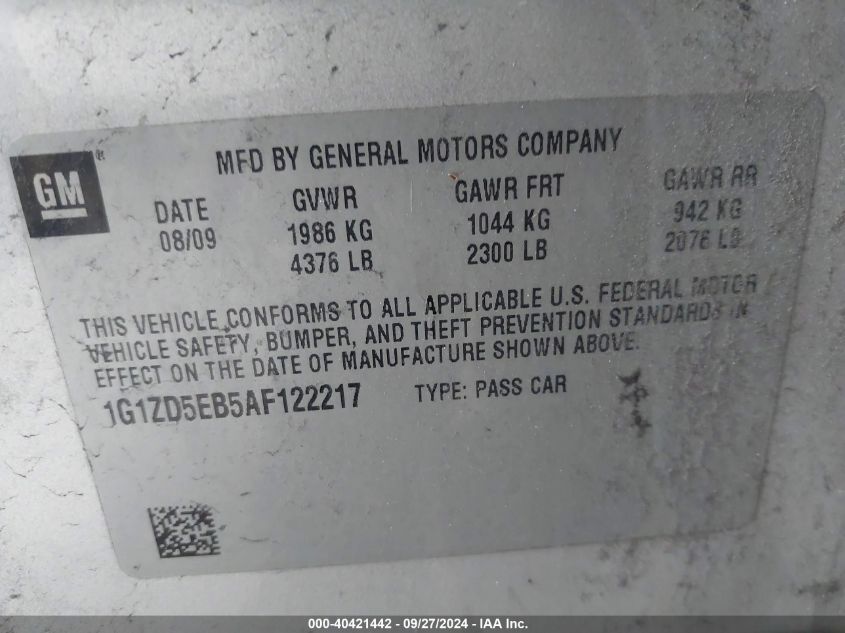 GM®
MFD BY GENERAL MOTORS COMPANY
DATE GVWR GAWR FRT GAWR RR
08/09 1986 KG 1044 KG 942 KG
4376 LB 2300 LB 2076 LB
THIS VEHICLE CONFORMS TO ALL APPLICABLE U.S. FEDERAL MOTOR
VEHICLE SAFETY, BUMPER, AND THEFT PREVENTION STANDARDS IN
EFFECT ON THE DATE OF MANUFACTURE SHOWN ABOVE.
1G1ZD5EB5AF122217 TYPE: PASS CAR
000-40421442 - 09/27/2024 - IAA Inc.